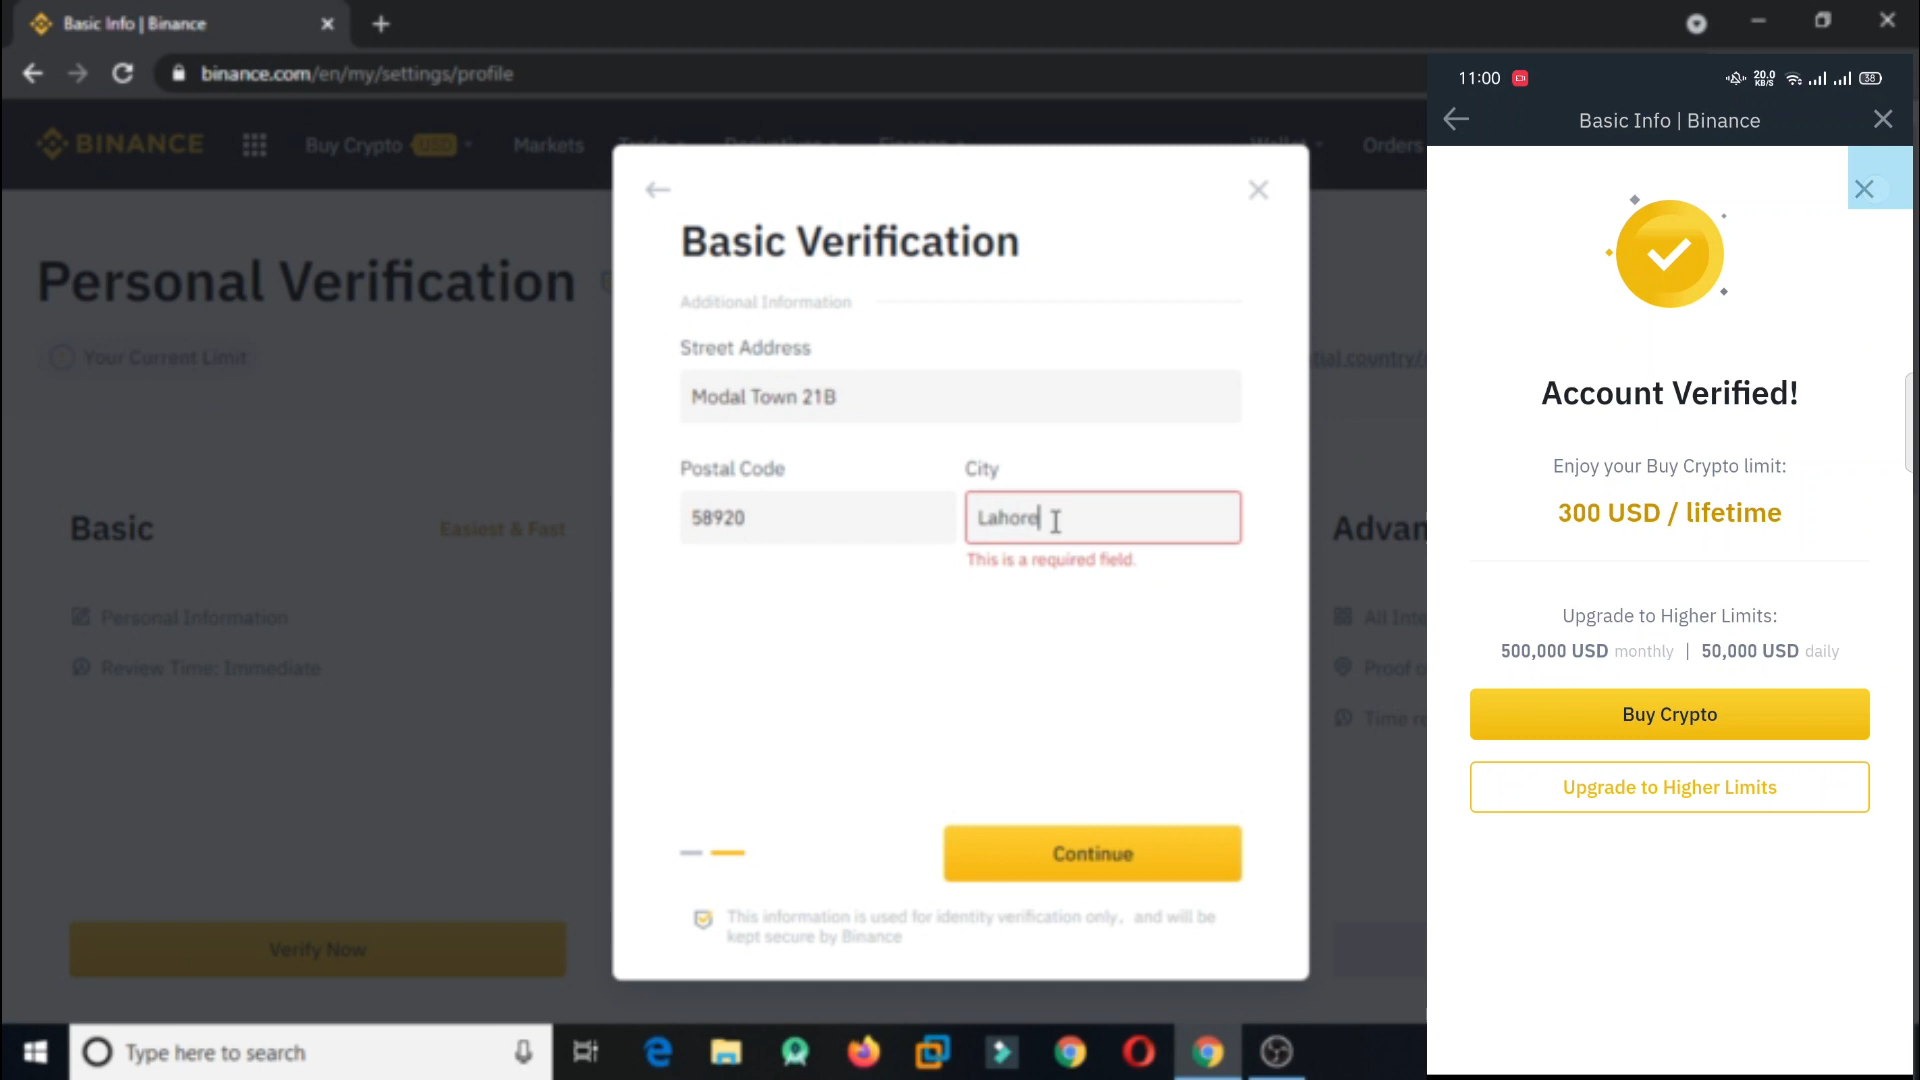 Basic Info | Binance
binance.com/en/my/settings/profile
BINANCE
Buy Crypto USD
Markets
Orders
Personal Verification
Your Current Limit
Basic
Easiest & Fast
Personal Information
Review Time: Immediate
Verify Now
Basic Verification
Additional Information
Street Address
Modal Town 21B
Postal Code
City
58920
Lahore
This is a required field.
Continue
This information is used for identity verification only, and will be
kept secure by Binance
Type here to search
11:00
20.0
KB/S
38
Basic Info | Binance
Account Verified!
Enjoy your Buy Crypto limit:
300 USD / lifetime
Upgrade to Higher Limits:
500,000 USD monthly | 50,000 USD daily
Buy Crypto
Upgrade to Higher Limits